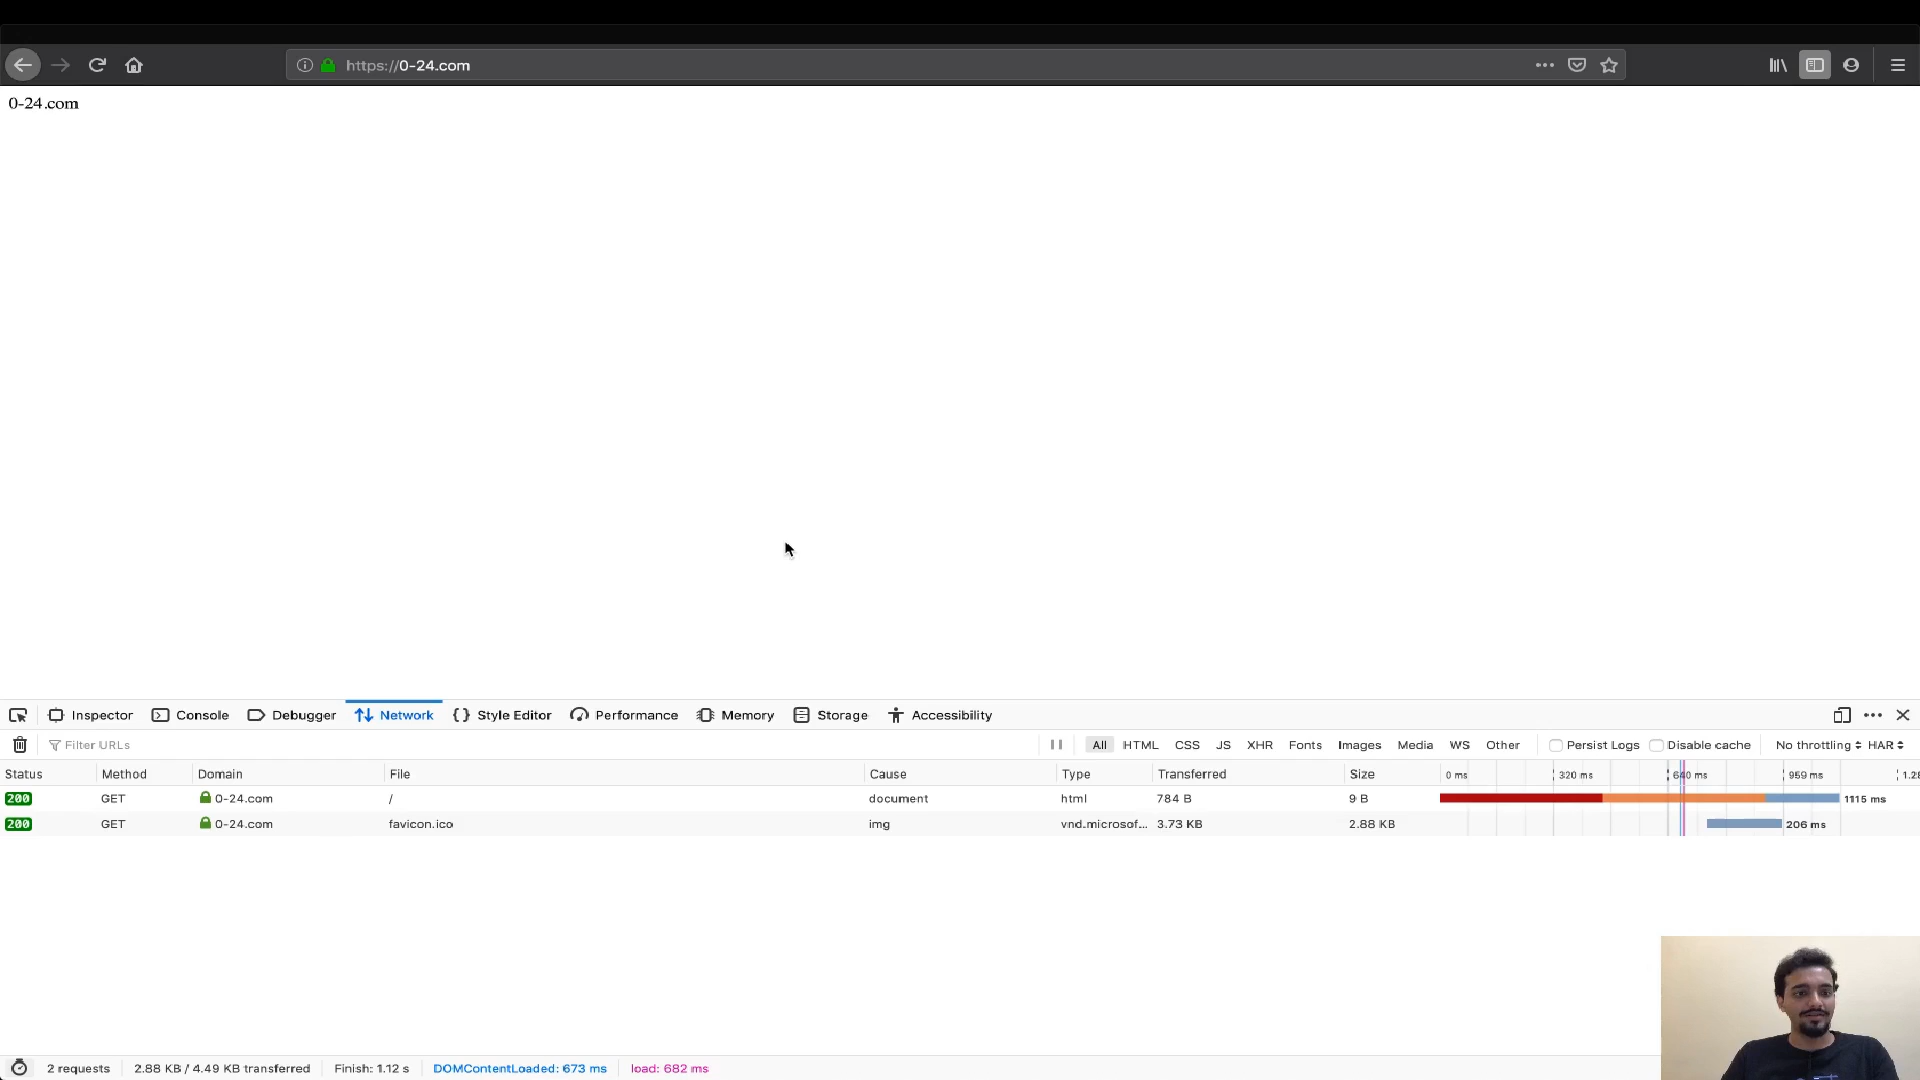 https://0-24.com
0-24.com
Inspector Console Debugger Network Style Editor Performance Memory Storage Accessibility
Filter URLs All HTML CSS JS XHR Fonts Images Media WS Other Persist Logs Disable cache No throttling HAR
Status Method Domain File Cause Type Transferred Size 0 ms 320 ms 640 ms 959 ms 1.28
200 GET 0-24.com / document html 784 B 9 B 1115 ms
200 GET 0-24.com favicon.ico img vnd.microsof... 3.73 KB 2.88 KB 206 ms
2 requests 2.88 KB / 4.49 KB transferred Finish: 1.12 s DOMContentLoaded: 673 ms load: 682 ms